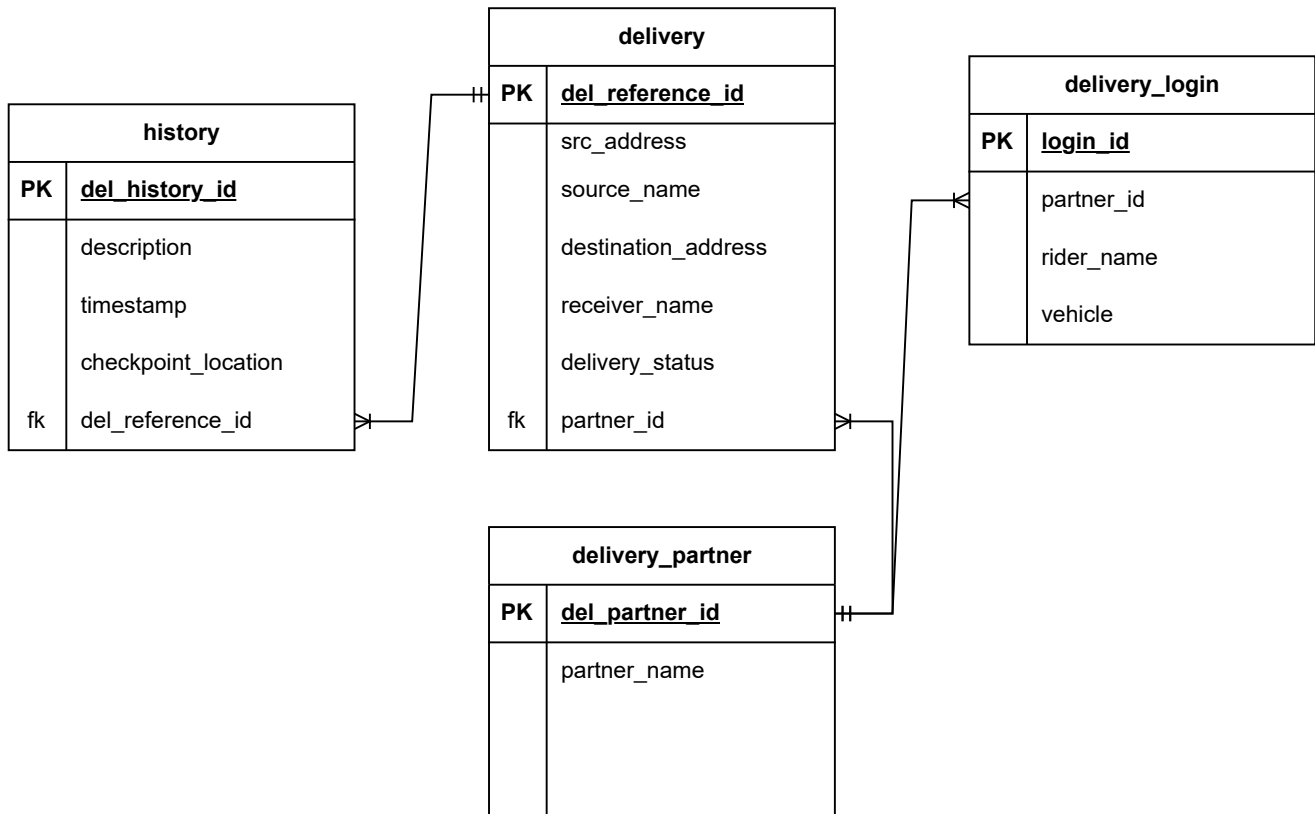 history
PK del_history_id
description
timestamp
checkpoint_location
fk del_reference_id
delivery
PK del_reference_id
src_address
source_name
destination_address
receiver_name
delivery_status
fk partner_id
delivery_login
PK login_id
partner_id
rider_name
vehicle
delivery_partner
PK del_partner_id
partner_name